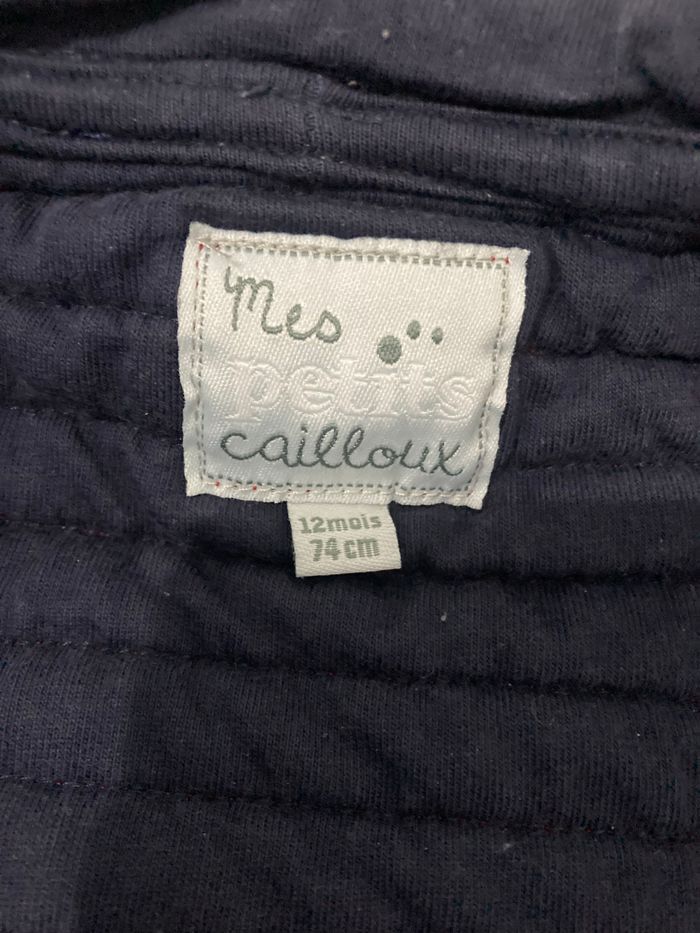 Mes
petits
cailloux
12mois
74cm